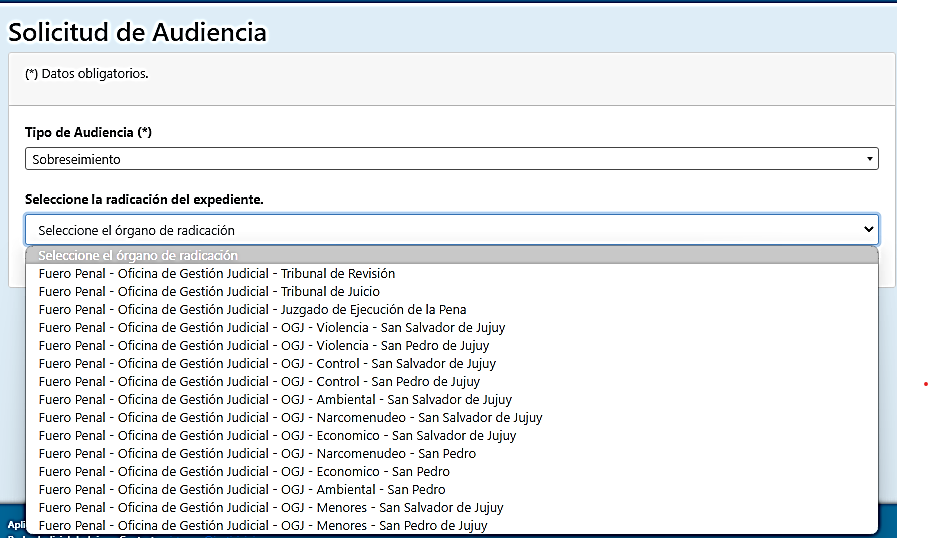 Solicitud de Audiencia
(*) Datos obligatorios.
Tipo de Audiencia (*)
Sobreseimiento
Seleccione la radicación del expediente.
Seleccione el órgano de radicación
Seleccione el órgano de radicación
Fuero Penal - Oficina de Gestión Judicial - Tribunal de Revisión
Fuero Penal - Oficina de Gestión Judicial - Tribunal de Juicio
Fuero Penal - Oficina de Gestión Judicial - Juzgado de Ejecución de la Pena
Fuero Penal - Oficina de Gestión Judicial - OGJ - Violencia - San Salvador de Jujuy
Fuero Penal - Oficina de Gestión Judicial - OGJ - Violencia - San Pedro de Jujuy
Fuero Penal - Oficina de Gestión Judicial - OGJ - Control - San Salvador de Jujuy
Fuero Penal - Oficina de Gestión Judicial - OGJ - Control - San Pedro de Jujuy
Fuero Penal - Oficina de Gestión Judicial - OGJ - Ambiental - San Salvador de Jujuy
Fuero Penal - Oficina de Gestión Judicial - OGJ - Narcomenudeo - San Salvador de Jujuy
Fuero Penal - Oficina de Gestión Judicial - OGJ - Economico - San Salvador de Jujuy
Fuero Penal - Oficina de Gestión Judicial - OGJ - Narcomenudeo - San Pedro
Fuero Penal - Oficina de Gestión Judicial - OGJ - Economico - San Pedro
Fuero Penal - Oficina de Gestión Judicial - OGJ - Ambiental - San Pedro
Fuero Penal - Oficina de Gestión Judicial - OGJ - Menores - San Salvador de Jujuy
Fuero Penal - Oficina de Gestión Judicial - OGJ - Menores - San Pedro de Jujuy
Apli